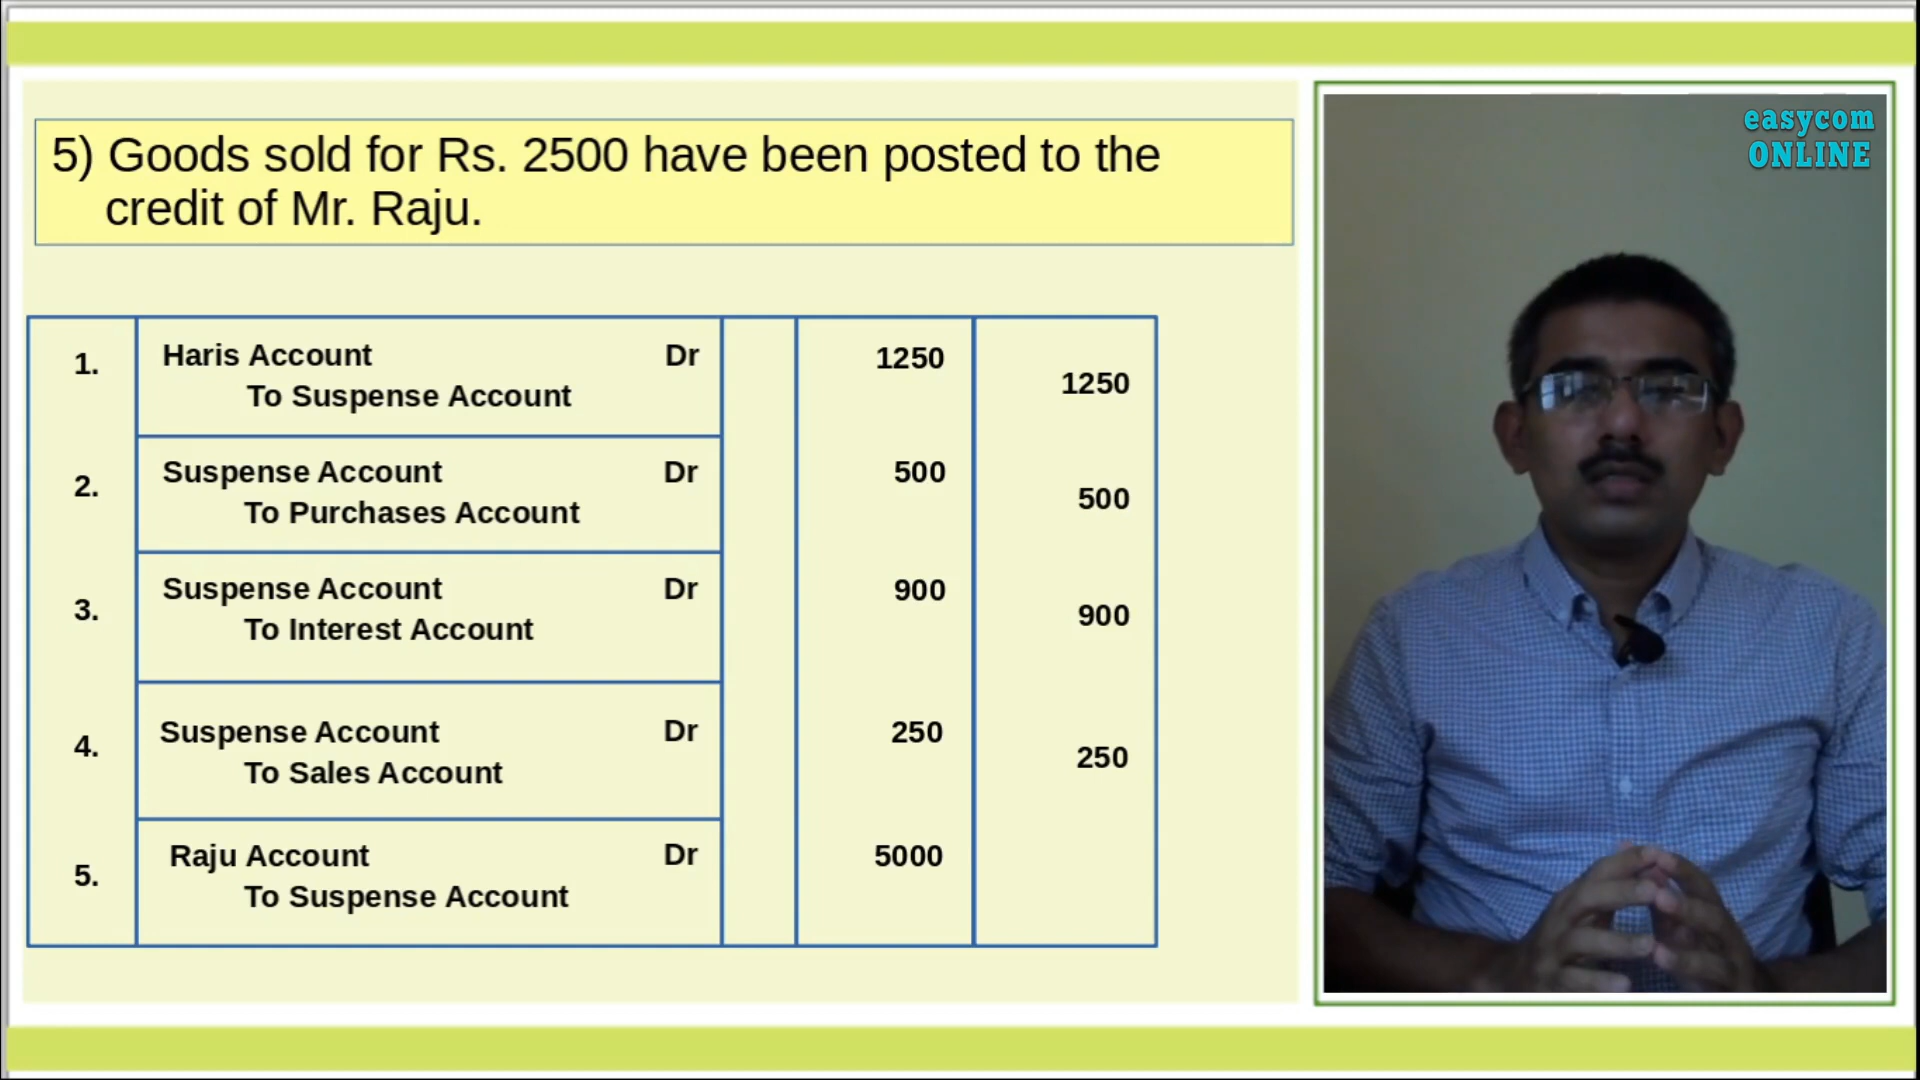 easycom
ONLINE
5) Goods sold for Rs. 2500 have been posted to the
credit of Mr. Raju.
1. Haris Account Dr 1250
To Suspense Account 1250
2. Suspense Account Dr 500
To Purchases Account 500
3. Suspense Account Dr 900
To Interest Account 900
4. Suspense Account Dr 250
To Sales Account 250
5. Raju Account Dr 5000
To Suspense Account